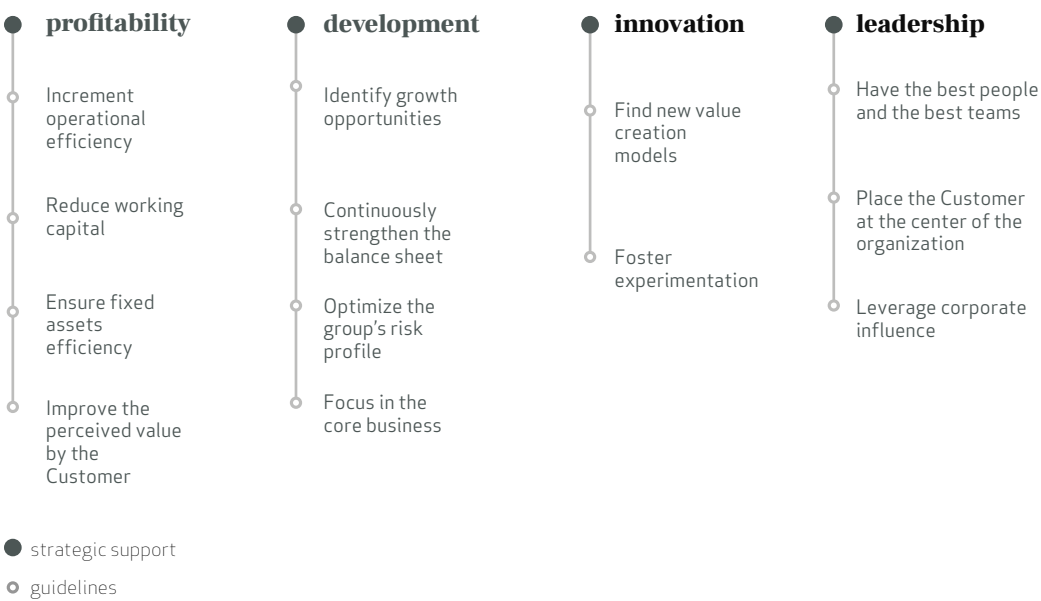 profitability
Increment
operational
efficiency
Reduce working
capital
Ensure fixed
assets
efficiency
Improve the
perceived value
by the
Customer
development
Identify growth
opportunities
Continuously
strengthen the
balance sheet
Optimize the
group's risk
profile
Focus in the
core business
innovation
Find new value
creation
models
Foster
experimentation
leadership
Have the best people
and the best teams
Place the Customer
at the center of the
organization
Leverage corporate
influence
strategic support
guidelines